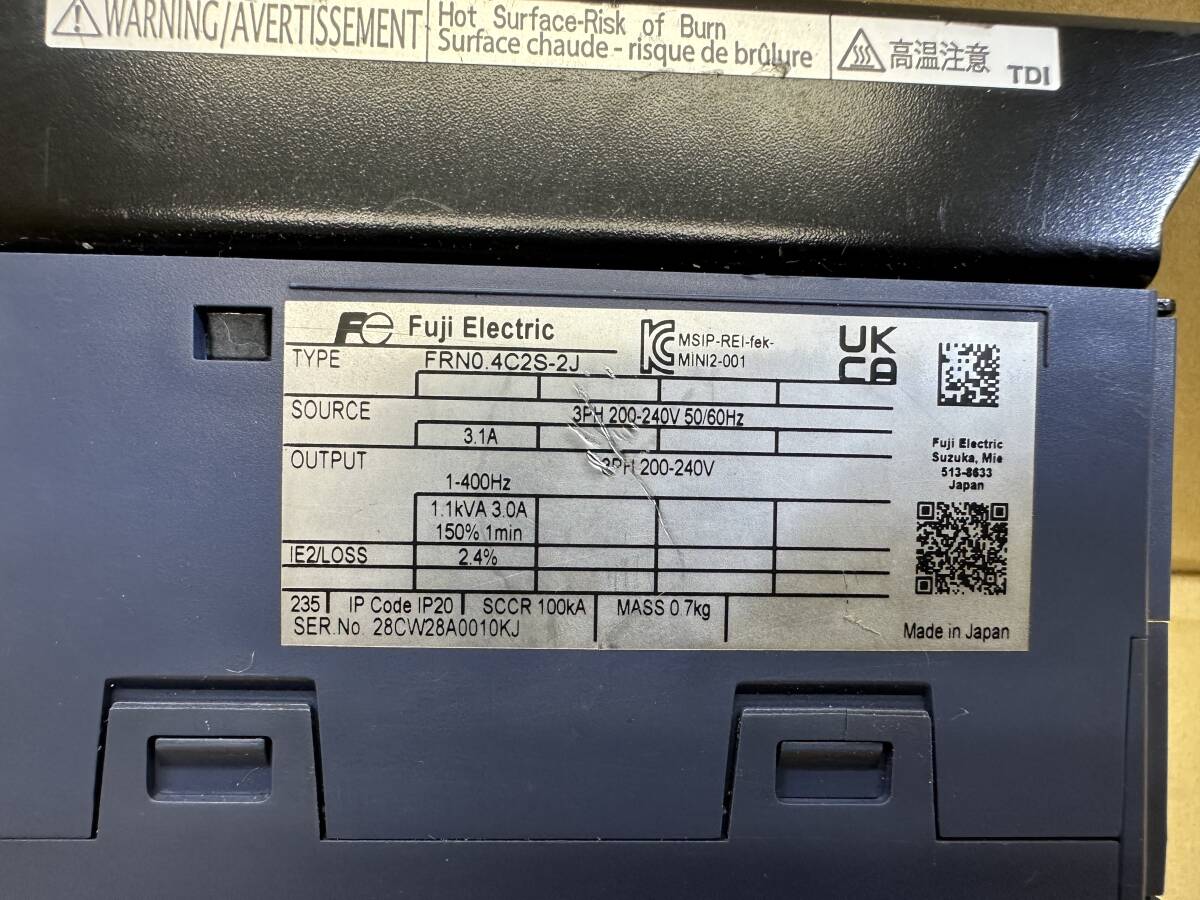 WARNING/AVERTISSEMENT
Hot Surface-Risk of Burn
Surface chaude - risque de brûlure
高温注意
TDI
Fe Fuji Electric
MSIP-REI-fek-
MINI2-001
UK
CA
TYPE FRN0.4C2S-2J
SOURCE 3PH 200-240V 50/60Hz
3.1A
OUTPUT 3PH 200-240V
1-400Hz
1.1kVA 3.0A
150% 1min
IE2/LOSS 2.4%
235 IP Code IP20 SCCR 100kA MASS 0.7kg
SER.No 28CW28A0010KJ
Fuji Electric
Suzuka, Mie
513-8633
Japan
Made in Japan